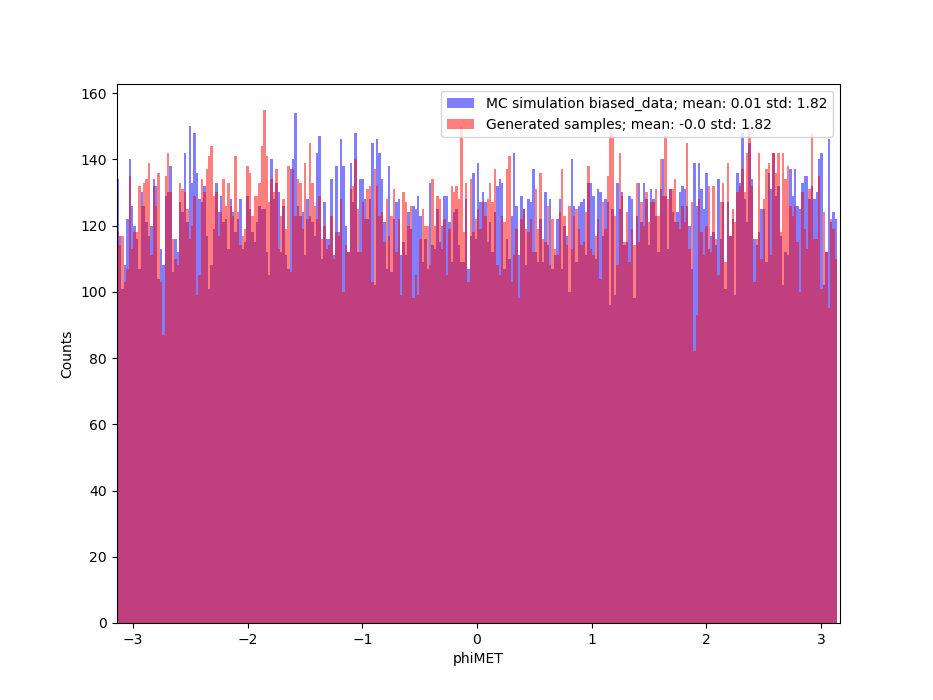 MC simulation biased_data; mean: 0.01 std: 1.82
Generated samples; mean: -0.0 std: 1.82
Counts
160
140
120
100
80
60
40
20
0
−3 −2 −1 0 1 2 3
phiMET